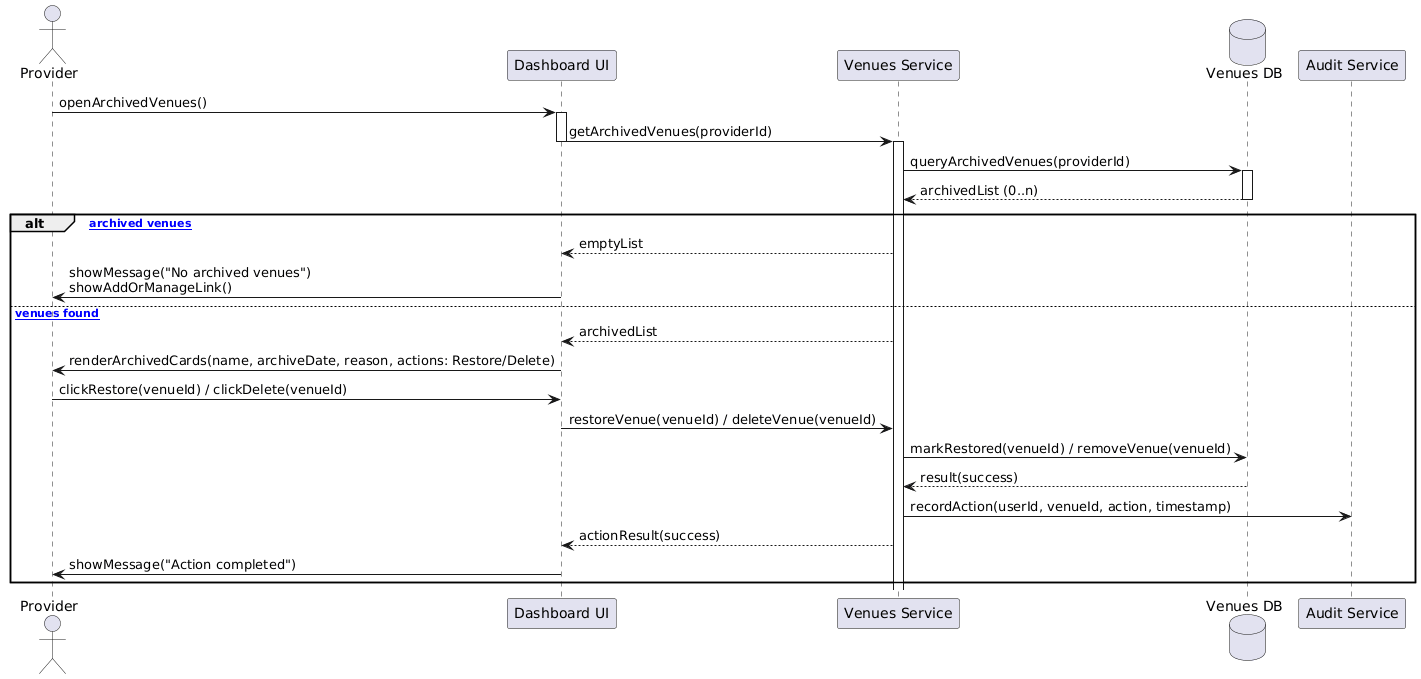 Provider
Dashboard UI
Venues Service
Venues DB
Audit Service
openArchivedVenues()
getArchivedVenues(providerId)
queryArchivedVenues(providerId)
archivedList (0..n)
alt
archived venues
emptyList
showMessage("No archived venues")
showAddOrManageLink()
venues found
archivedList
renderArchivedCards(name, archiveDate, reason, actions: Restore/Delete)
clickRestore(venueId) / clickDelete(venueId)
restoreVenue(venueId) / deleteVenue(venueId)
markRestored(venueId) / removeVenue(venueId)
result(success)
recordAction(userId, venueId, action, timestamp)
actionResult(success)
showMessage("Action completed")
Provider
Dashboard UI
Venues Service
Venues DB
Audit Service